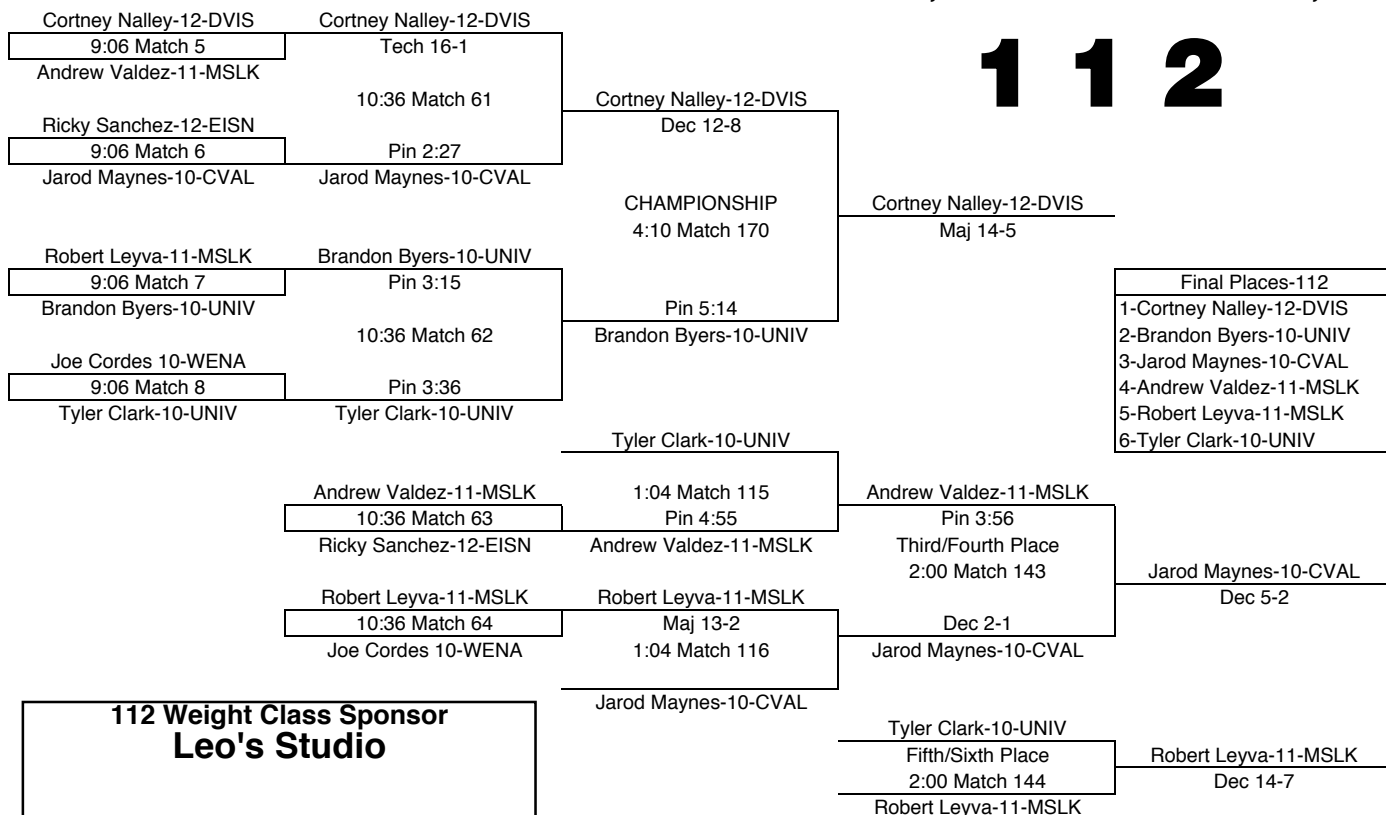 1 1 2
Cortney Nalley-12-DVIS
9:06 Match 5
Andrew Valdez-11-MSLK
Ricky Sanchez-12-EISN
9:06 Match 6
Jarod Maynes-10-CVAL
Robert Leyva-11-MSLK
9:06 Match 7
Brandon Byers-10-UNIV
Joe Cordes 10-WENA
9:06 Match 8
Tyler Clark-10-UNIV
Cortney Nalley-12-DVIS
Tech 16-1
10:36 Match 61
Pin 2:27
Jarod Maynes-10-CVAL
Brandon Byers-10-UNIV
Pin 3:15
10:36 Match 62
Pin 3:36
Tyler Clark-10-UNIV
Andrew Valdez-11-MSLK
10:36 Match 63
Ricky Sanchez-12-EISN
Robert Leyva-11-MSLK
10:36 Match 64
Joe Cordes 10-WENA
Cortney Nalley-12-DVIS
Dec 12-8
CHAMPIONSHIP
4:10 Match 170
Pin 5:14
Brandon Byers-10-UNIV
Tyler Clark-10-UNIV
1:04 Match 115
Pin 4:55
Andrew Valdez-11-MSLK
Robert Leyva-11-MSLK
Maj 13-2
1:04 Match 116
Jarod Maynes-10-CVAL
Cortney Nalley-12-DVIS
Maj 14-5
Andrew Valdez-11-MSLK
Pin 3:56
Third/Fourth Place
2:00 Match 143
Dec 2-1
Jarod Maynes-10-CVAL
Tyler Clark-10-UNIV
Fifth/Sixth Place
2:00 Match 144
Robert Leyva-11-MSLK
Final Places-112
1-Cortney Nalley-12-DVIS
2-Brandon Byers-10-UNIV
3-Jarod Maynes-10-CVAL
4-Andrew Valdez-11-MSLK
5-Robert Leyva-11-MSLK
6-Tyler Clark-10-UNIV
Jarod Maynes-10-CVAL
Dec 5-2
Robert Leyva-11-MSLK
Dec 14-7
112 Weight Class Sponsor
Leo's Studio